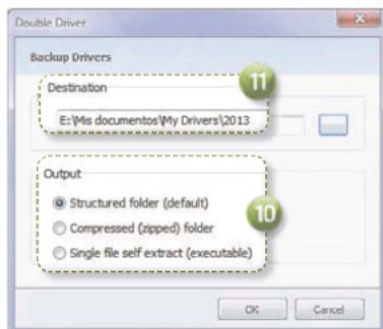 Double Driver
Backup Drivers
11
Destination
E:\Mis documentos\My Drivers\2013
Output
Structured folder (default)
10
Compressed (zipped) folder
Single file self extract (executable)
OK
Cancel